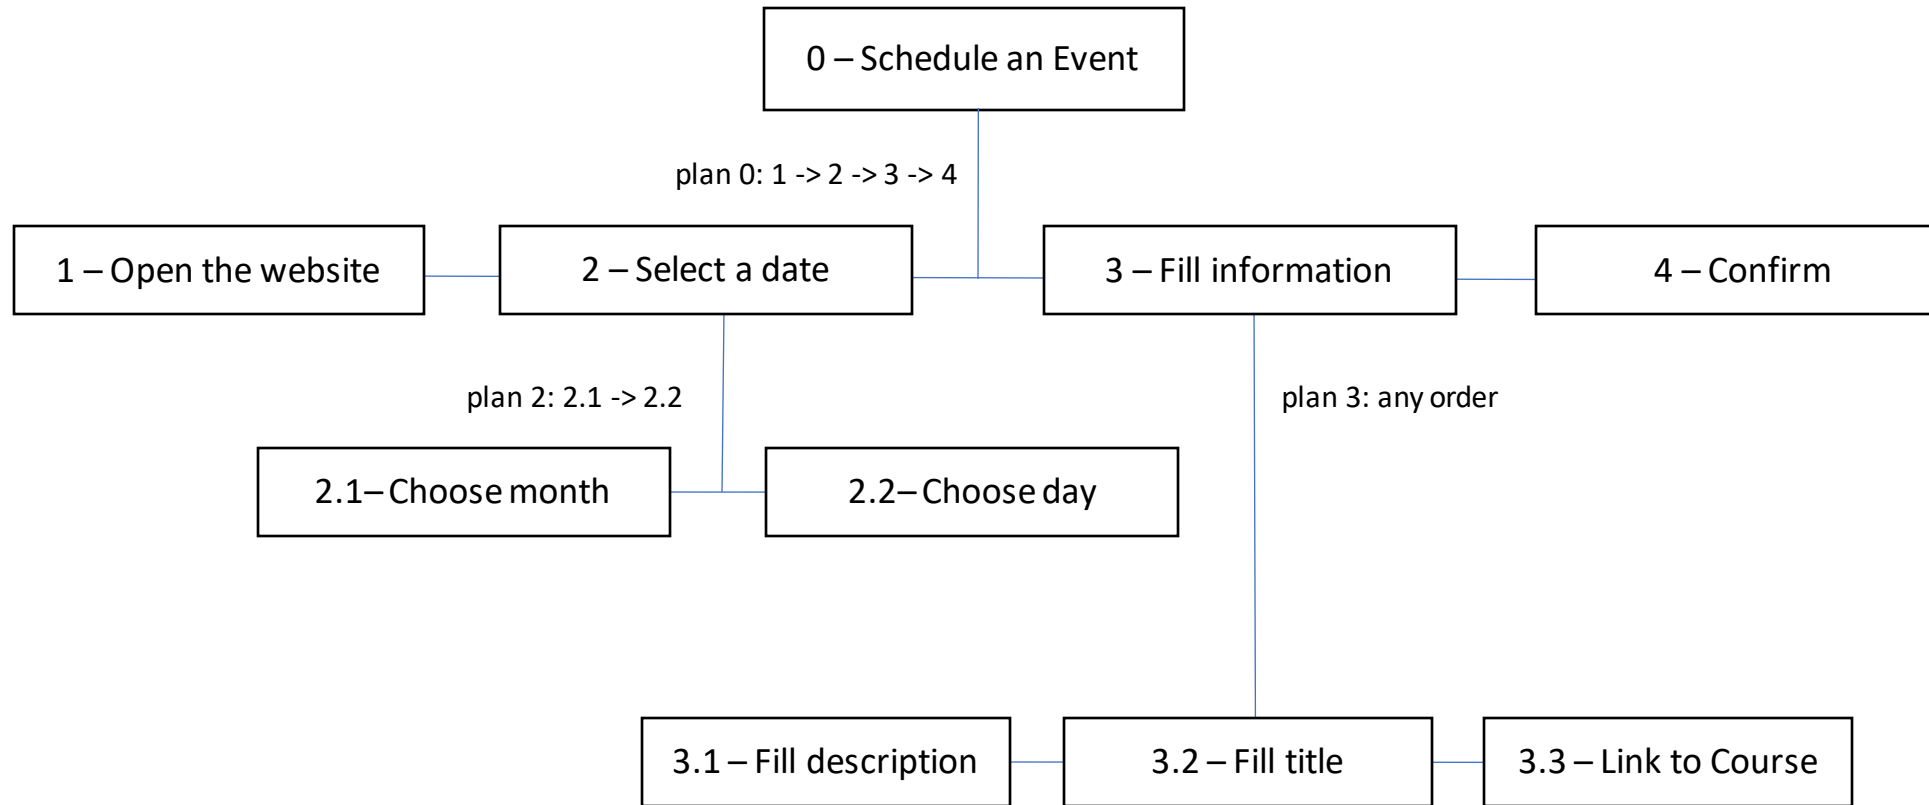 0 – Schedule an Event
plan 0: 1 -> 2 -> 3 -> 4
1 – Open the website
2 – Select a date
3 – Fill information
4 – Confirm
plan 2: 2.1 -> 2.2
plan 3: any order
2.1– Choose month
2.2– Choose day
3.1 – Fill description
3.2 – Fill title
3.3 – Link to Course